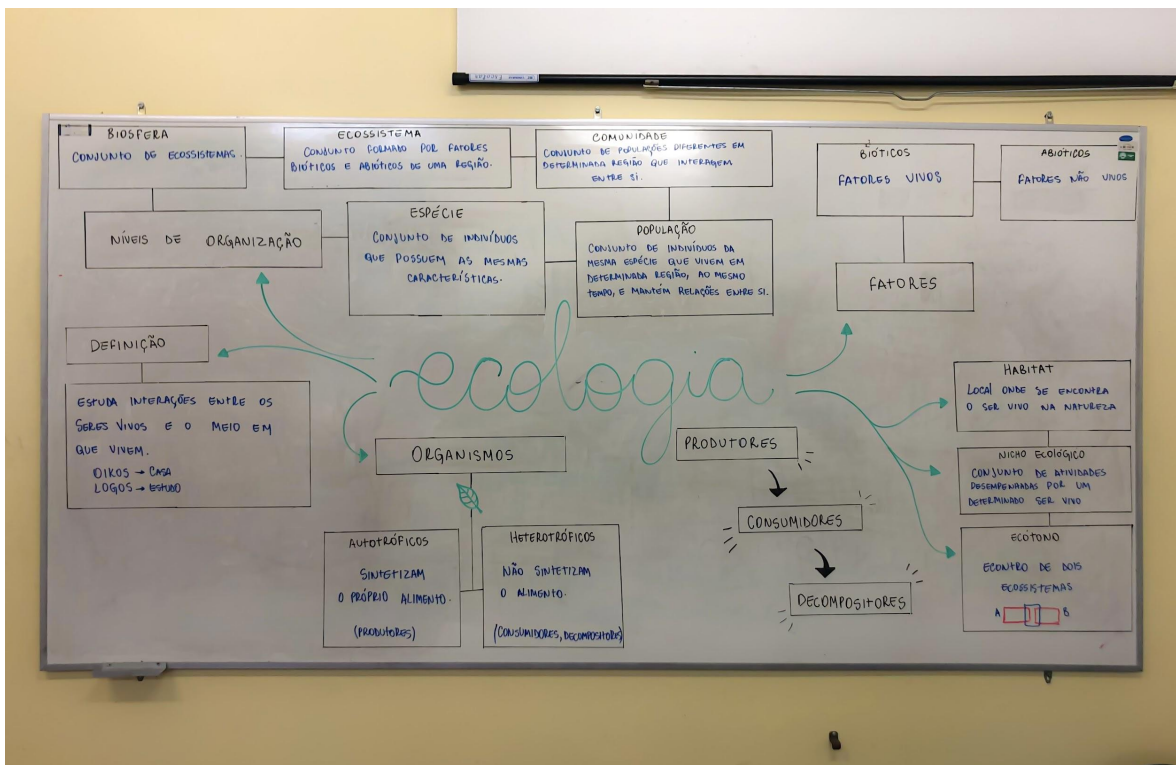 BIOSFERA
CONJUNTO DE ECOSSISTEMAS.
ECOSSISTEMA
CONJUNTO FORMADO POR FATORES
BIÓTICOS E ABIÓTICOS DE UMA REGIÃO.
COMUNIDADE
CONJUNTO DE POPULAÇÕES DIFERENTES EM
DETERMINADA REGIÃO QUE INTERAGEM
ENTRE SI.
BIÓTICOS
FATORES VIVOS
ABIÓTICOS
FATORES NÃO VIVOS
NÍVEIS DE ORGANIZAÇÃO
ESPÉCIE
CONJUNTO DE INDIVÍDUOS
QUE POSSUEM AS MESMAS
CARACTERÍSTICAS.
POPULAÇÃO
CONJUNTO DE INDIVÍDUOS DA
MESMA ESPÉCIE QUE VIVEM EM
DETERMINADA REGIÃO, AO MESMO
TEMPO, E MANTÉM RELAÇÕES ENTRE SI.
FATORES
DEFINIÇÃO
ESTUDA INTERAÇÕES ENTRE OS
SERES VIVOS E O MEIO EM
QUE VIVEM.
OIKOS → CASA
LOGOS → ESTUDO
ecologia
HABITAT
LOCAL ONDE SE ENCONTRA
O SER VIVO NA NATUREZA
NICHO ECOLÓGICO
CONJUNTO DE ATIVIDADES
DESEMPENHADAS POR UM
DETERMINADO SER VIVO
ECÓTONO
ECONTRO DE DOIS
ECOSSISTEMAS
A B
ORGANISMOS
AUTOTRÓFICOS
SINTETIZAM
O PRÓPRIO ALIMENTO.
(PRODUTORES)
HETEROTRÓFICOS
NÃO SINTETIZAM
O ALIMENTO.
(CONSUMIDORES, DECOMPOSITORES)
PRODUTORES
CONSUMIDORES
DECOMPOSITORES